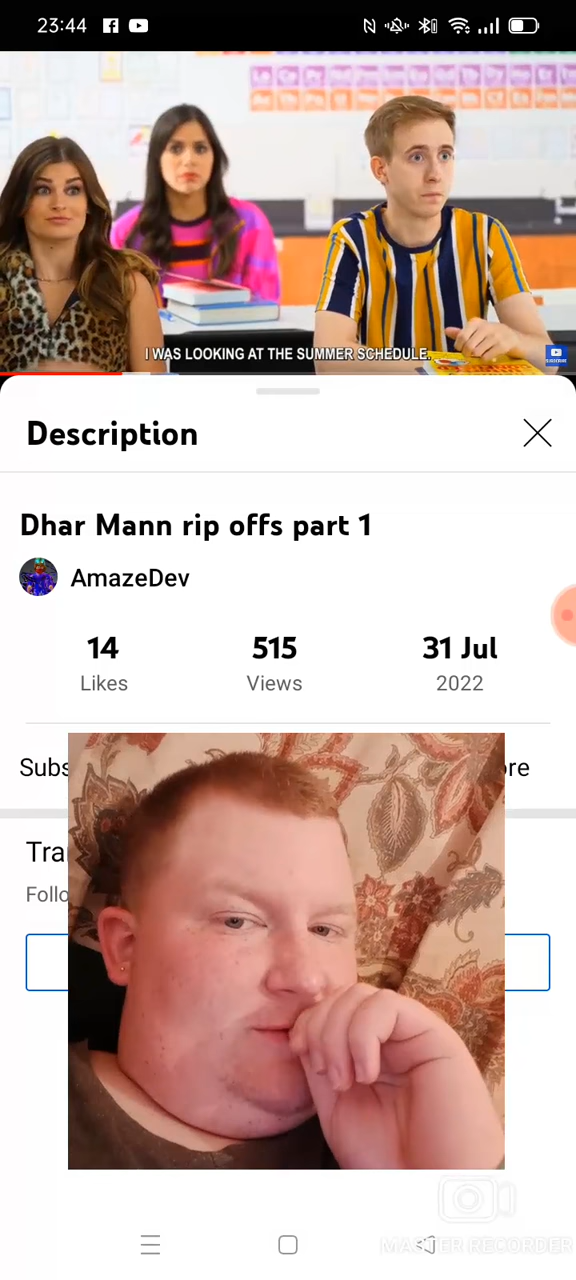 23:44
I WAS LOOKING AT THE SUMMER SCHEDULE.
Description
Dhar Mann rip offs part 1
AmazeDev
14 515 31 Jul
Likes Views 2022
Subs ore
Tra
Follo
MASTER RECORDER